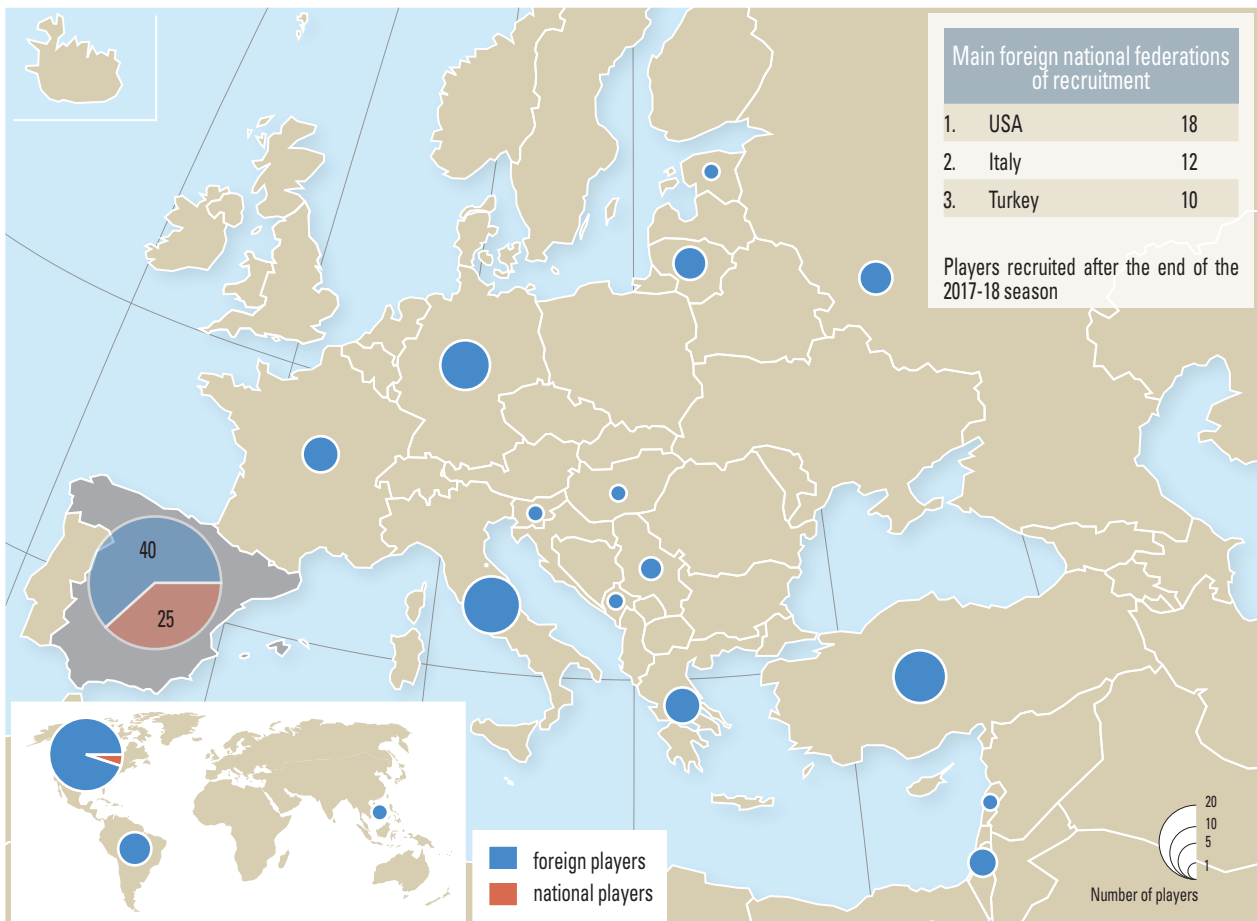 Main foreign national federations
of recruitment
1. USA 18
2. Italy 12
3. Turkey 10
Players recruited after the end of the
2017-18 season
40
25
foreign players
national players
20
10
5
1
Number of players